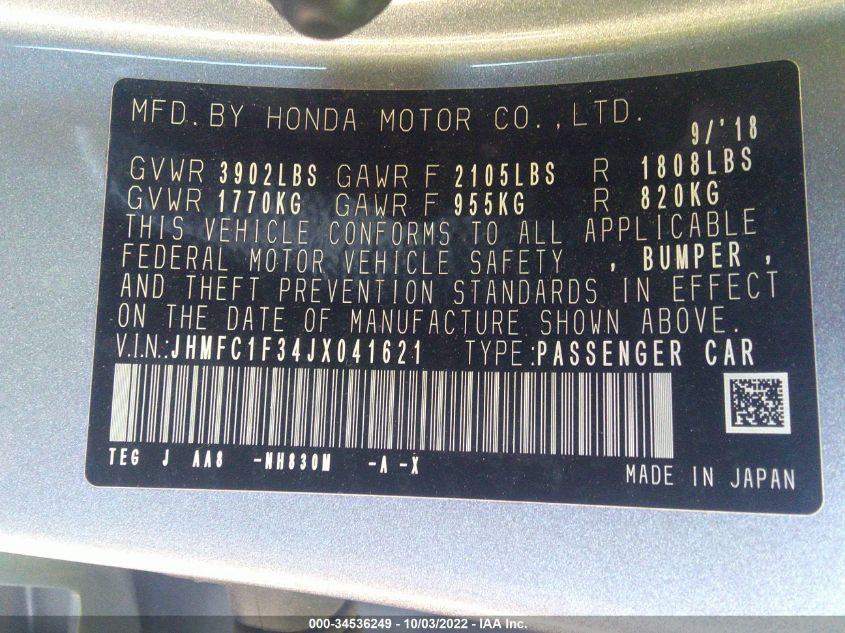 MFD. BY HONDA MOTOR CO., LTD. 9/'18
GVWR 3902LBS GAWR F 2105LBS R 1808LBS
GVWR 1770KG GAWR F 955KG R 820KG
THIS VEHICLE CONFORMS TO ALL APPLICABLE
FEDERAL MOTOR VEHICLE SAFETY , BUMPER ,
AND THEFT PREVENTION STANDARDS IN EFFECT
ON THE DATE OF MANUFACTURE SHOWN ABOVE.
V.I.N.: JHMFC1F34JX041621 TYPE: PASSENGER CAR
TEG J AA8 -NH830M -A -X
MADE IN JAPAN
000-34536249 - 10/03/2022 - IAA Inc.